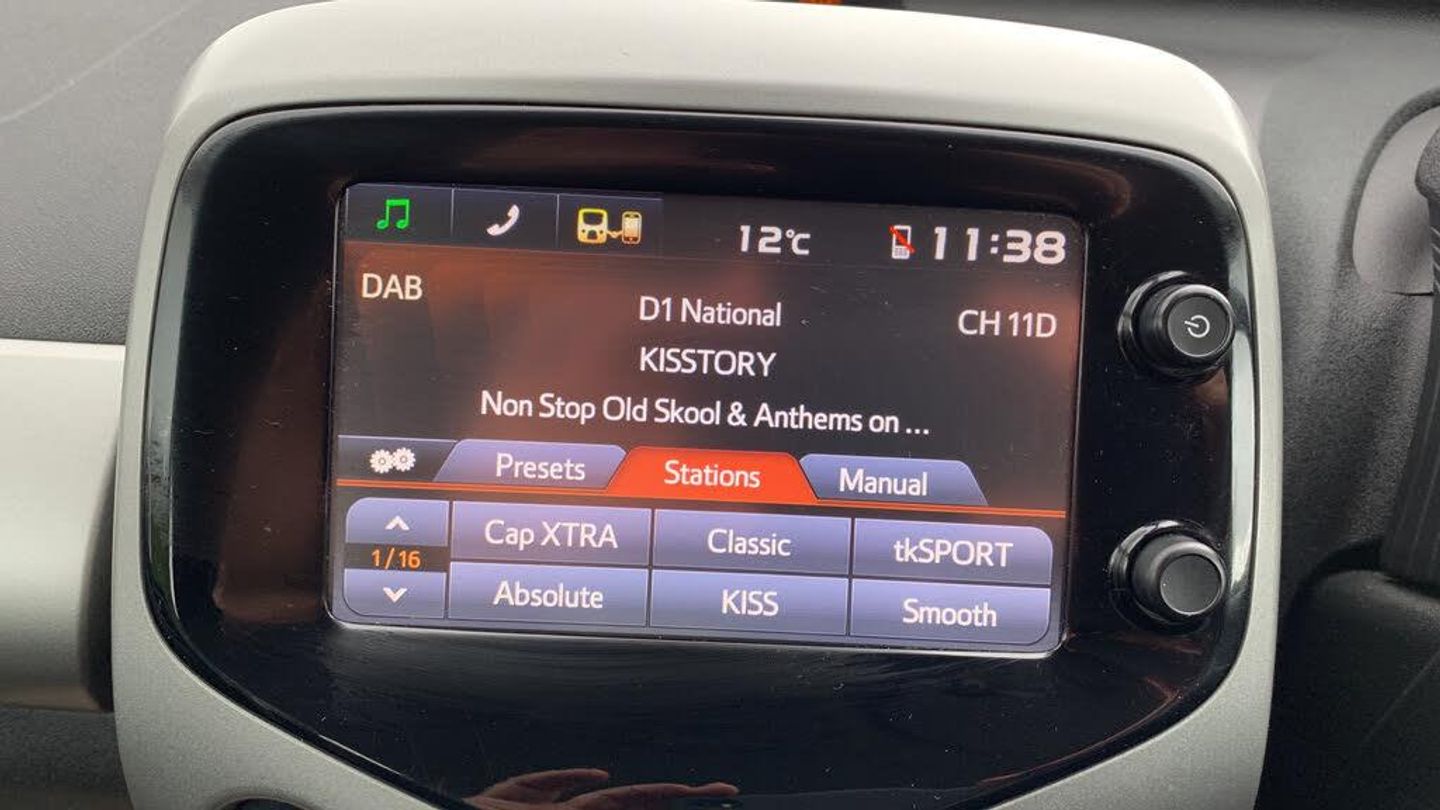 12°C
11:38
DAB
D1 National
CH 11D
KISSTORY
Non Stop Old Skool & Anthems on ...
Presets
Stations
Manual
1/16
Cap XTRA
Classic
tkSPORT
Absolute
KISS
Smooth